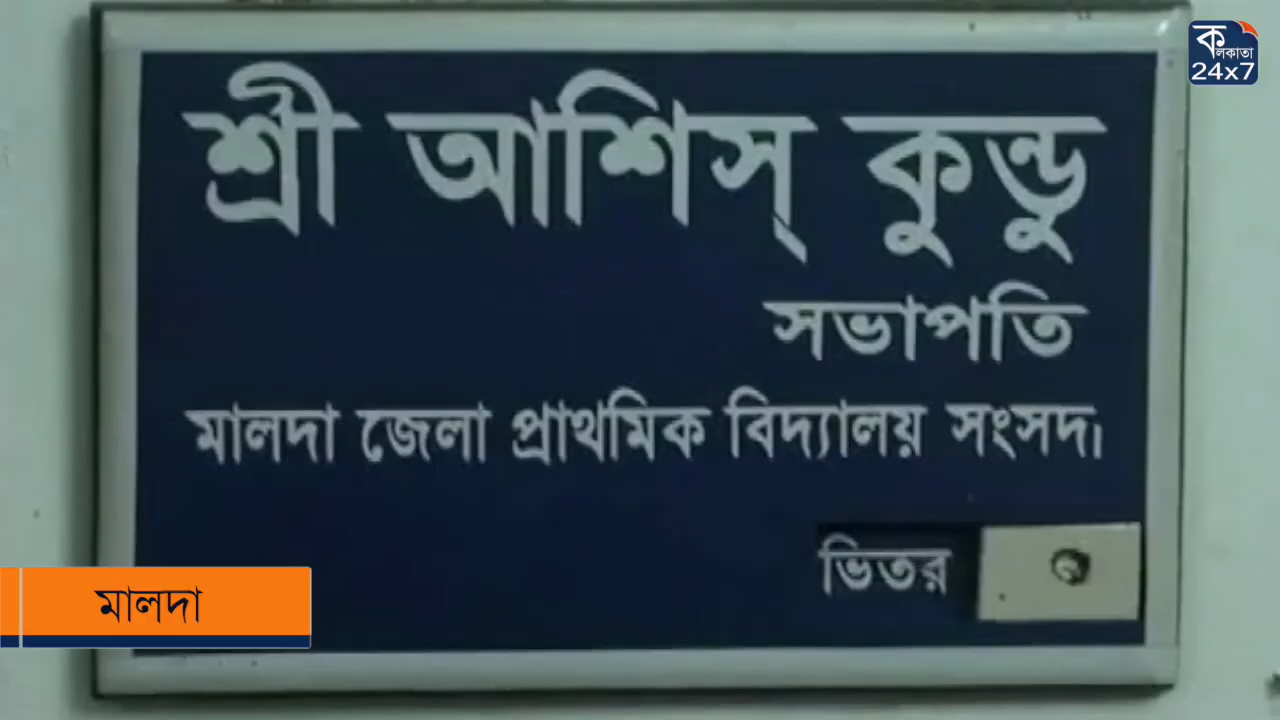 কলকাতা
24x7
শ্রী আশিস্ কুন্ডু
সভাপতি
মালদা জেলা প্রাথমিক বিদ্যালয় সংসদ।
ভিতর
মালদা